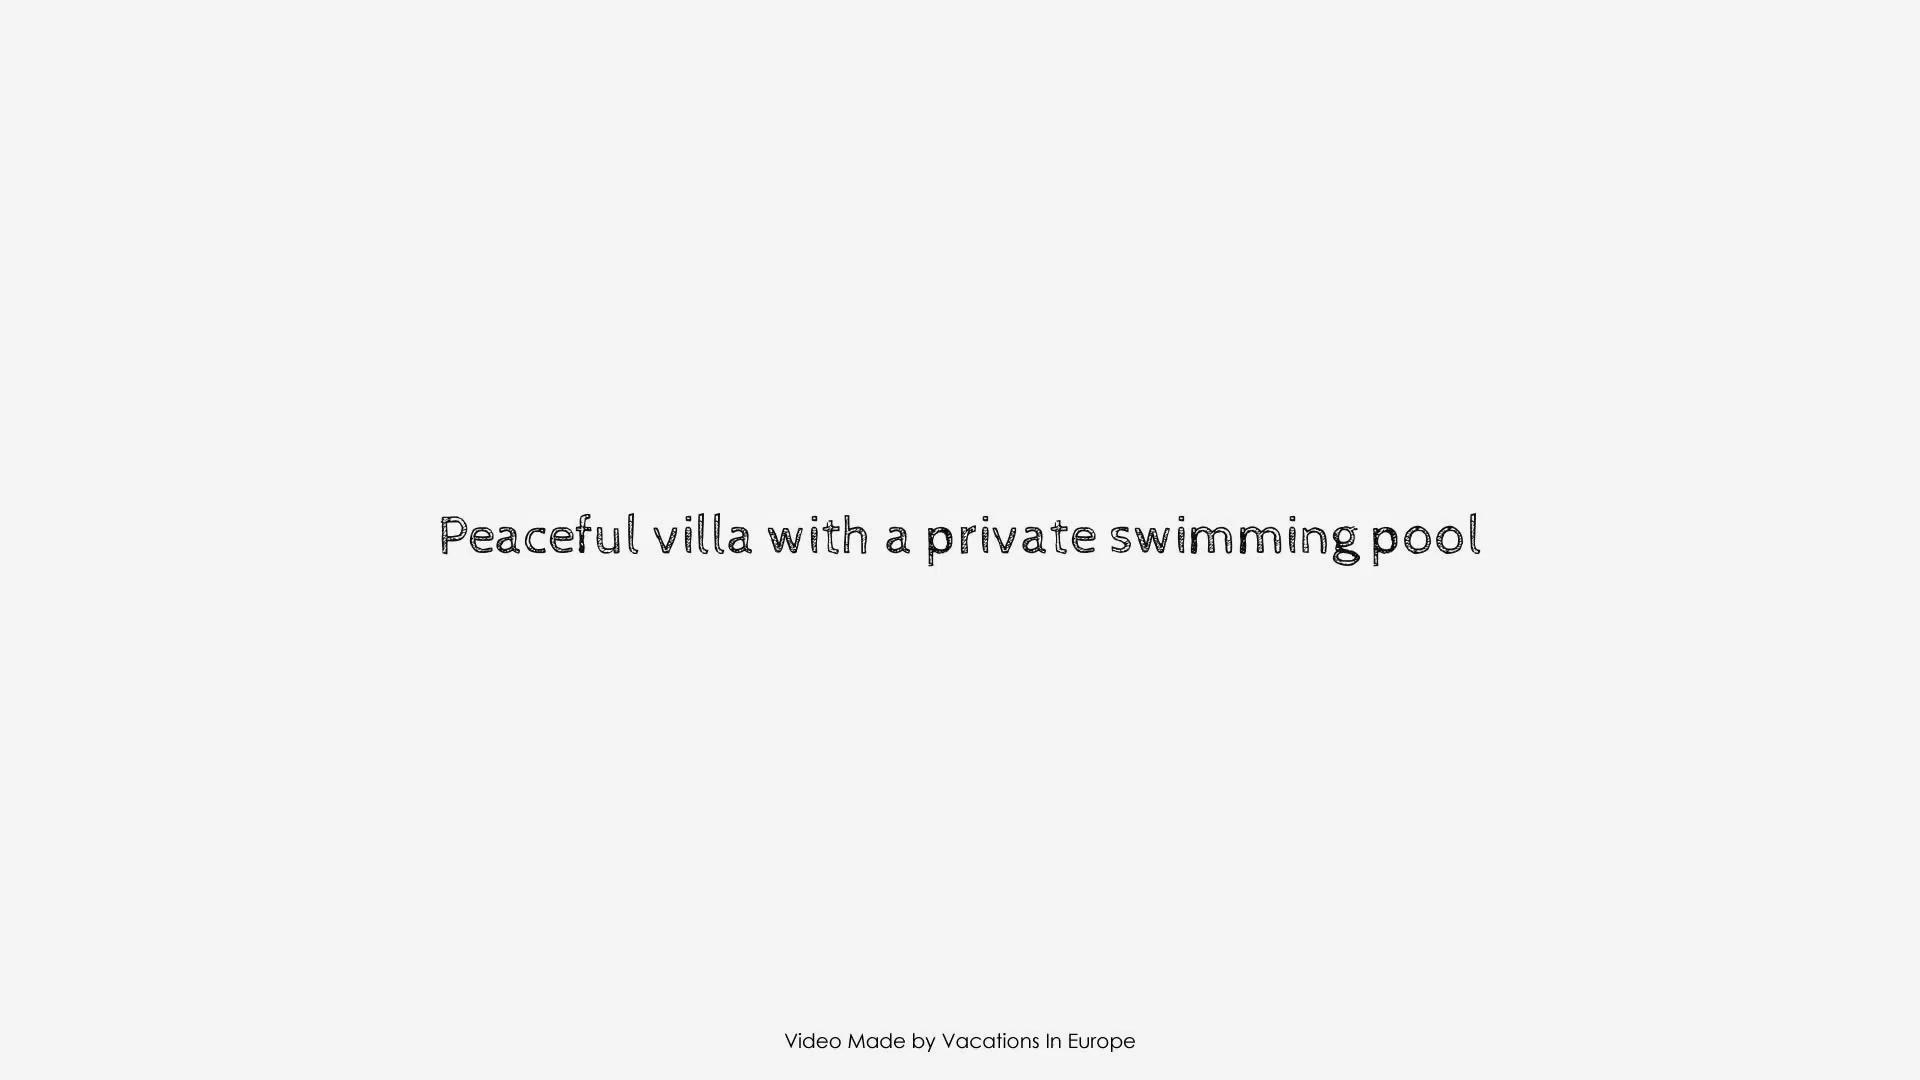 Peaceful villa with a private swimming pool
Video Made by Vacations In Europe